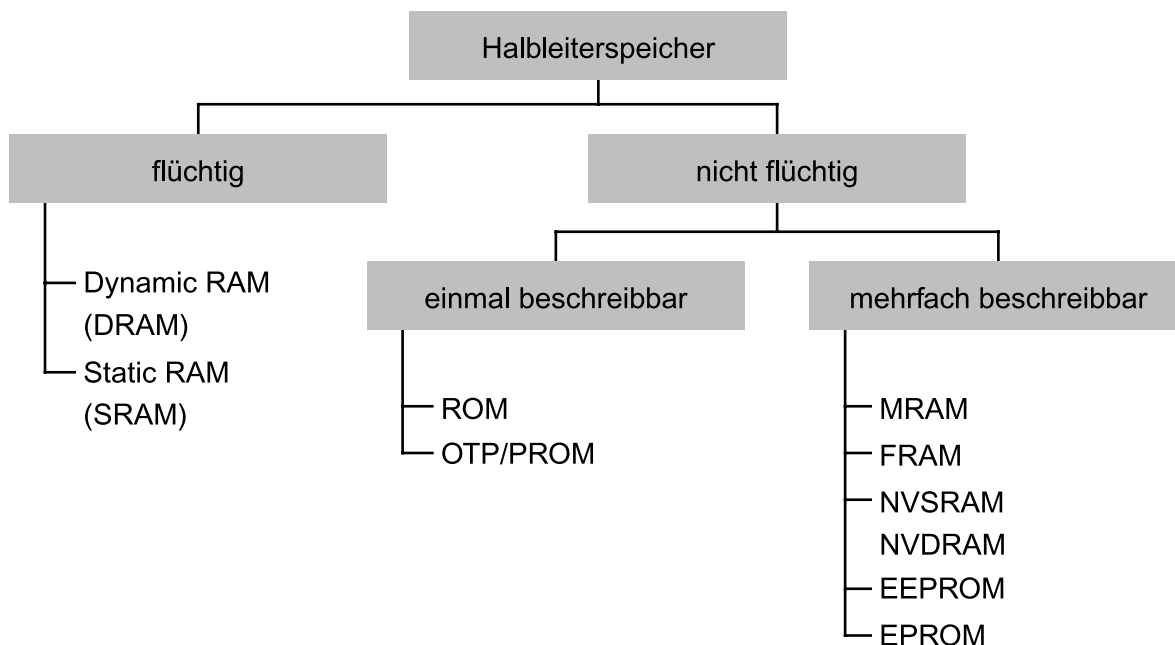 Halbleiterspeicher
flüchtig
nicht flüchtig
Dynamic RAM
(DRAM)
Static RAM
(SRAM)
einmal beschreibbar
mehrfach beschreibbar
ROM
OTP/PROM
MRAM
FRAM
NVSRAM
NVDRAM
EEPROM
EPROM